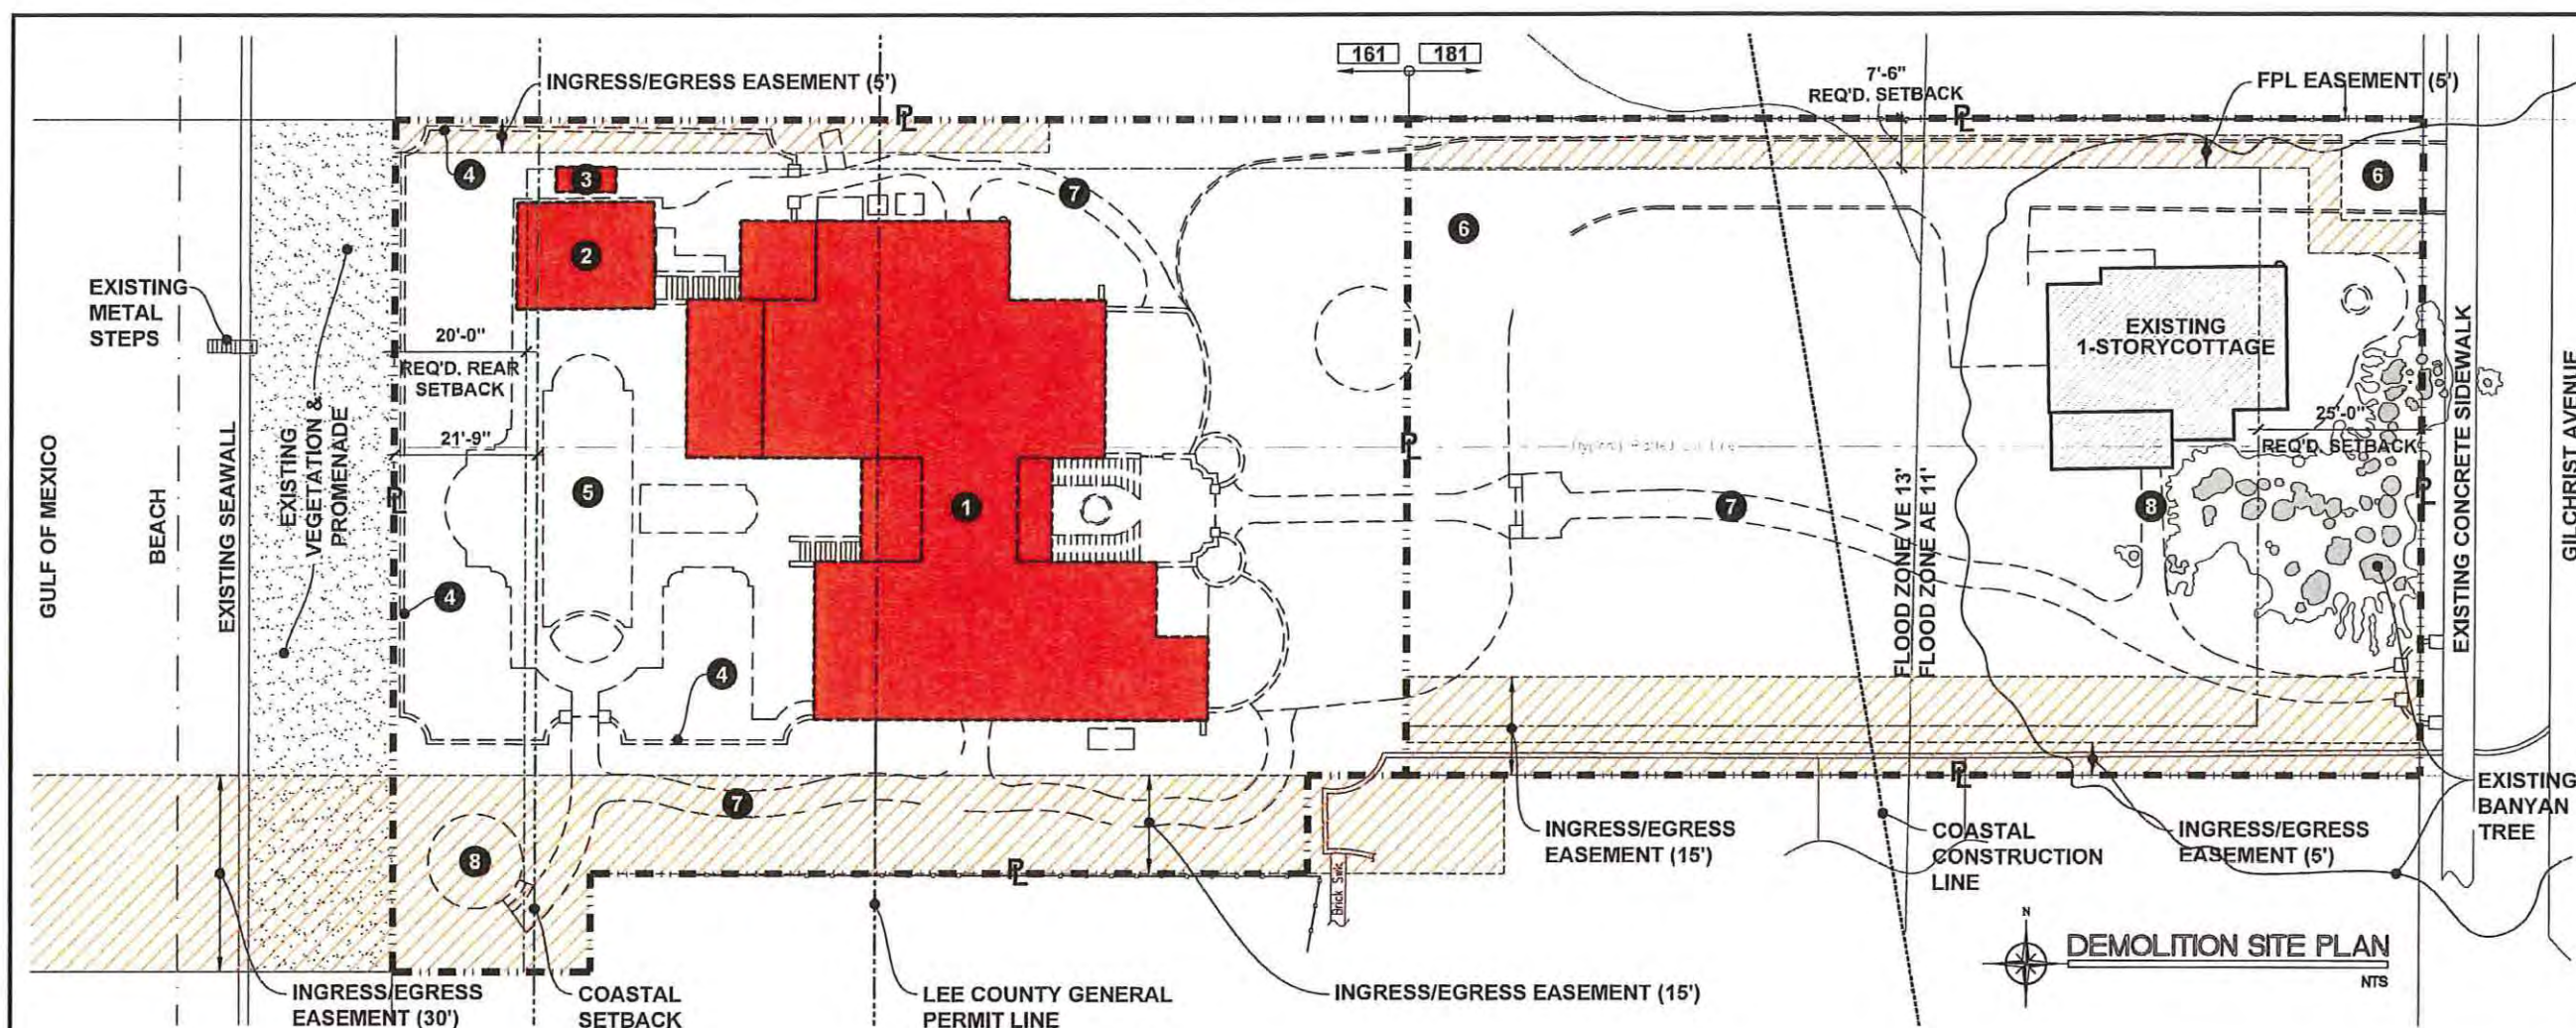 161
181
INGRESS/EGRESS EASEMENT (5')
7'-6"
REQ'D. SETBACK
FPL EASEMENT (5')
PL
PL
4
3
6
7
2
6
EXISTING
METAL
STEPS
20'-0"
REQ'D. REAR
SETBACK
EXISTING
1-STORYCOTTAGE
25'-0"
REQ'D. SETBACK
21'-9"
PL
PL
PL
GULF OF MEXICO
BEACH
EXISTING SEAWALL
EXISTING
VEGETATION &
PROMENADE
5
1
7
8
4
4
FLOOD ZONE VE 13'
FLOOD ZONE AE 11'
EXISTING CONCRETE SIDEWALK
GILCHRIST AVENUE
7
8
PL
PL
Brick S/W
INGRESS/EGRESS
EASEMENT (15')
COASTAL
CONSTRUCTION
LINE
INGRESS/EGRESS
EASEMENT (5')
EXISTING
BANYAN
TREE
INGRESS/EGRESS
EASEMENT (30')
COASTAL
SETBACK
LEE COUNTY GENERAL
PERMIT LINE
INGRESS/EGRESS EASEMENT (15')
N
DEMOLITION SITE PLAN
NTS